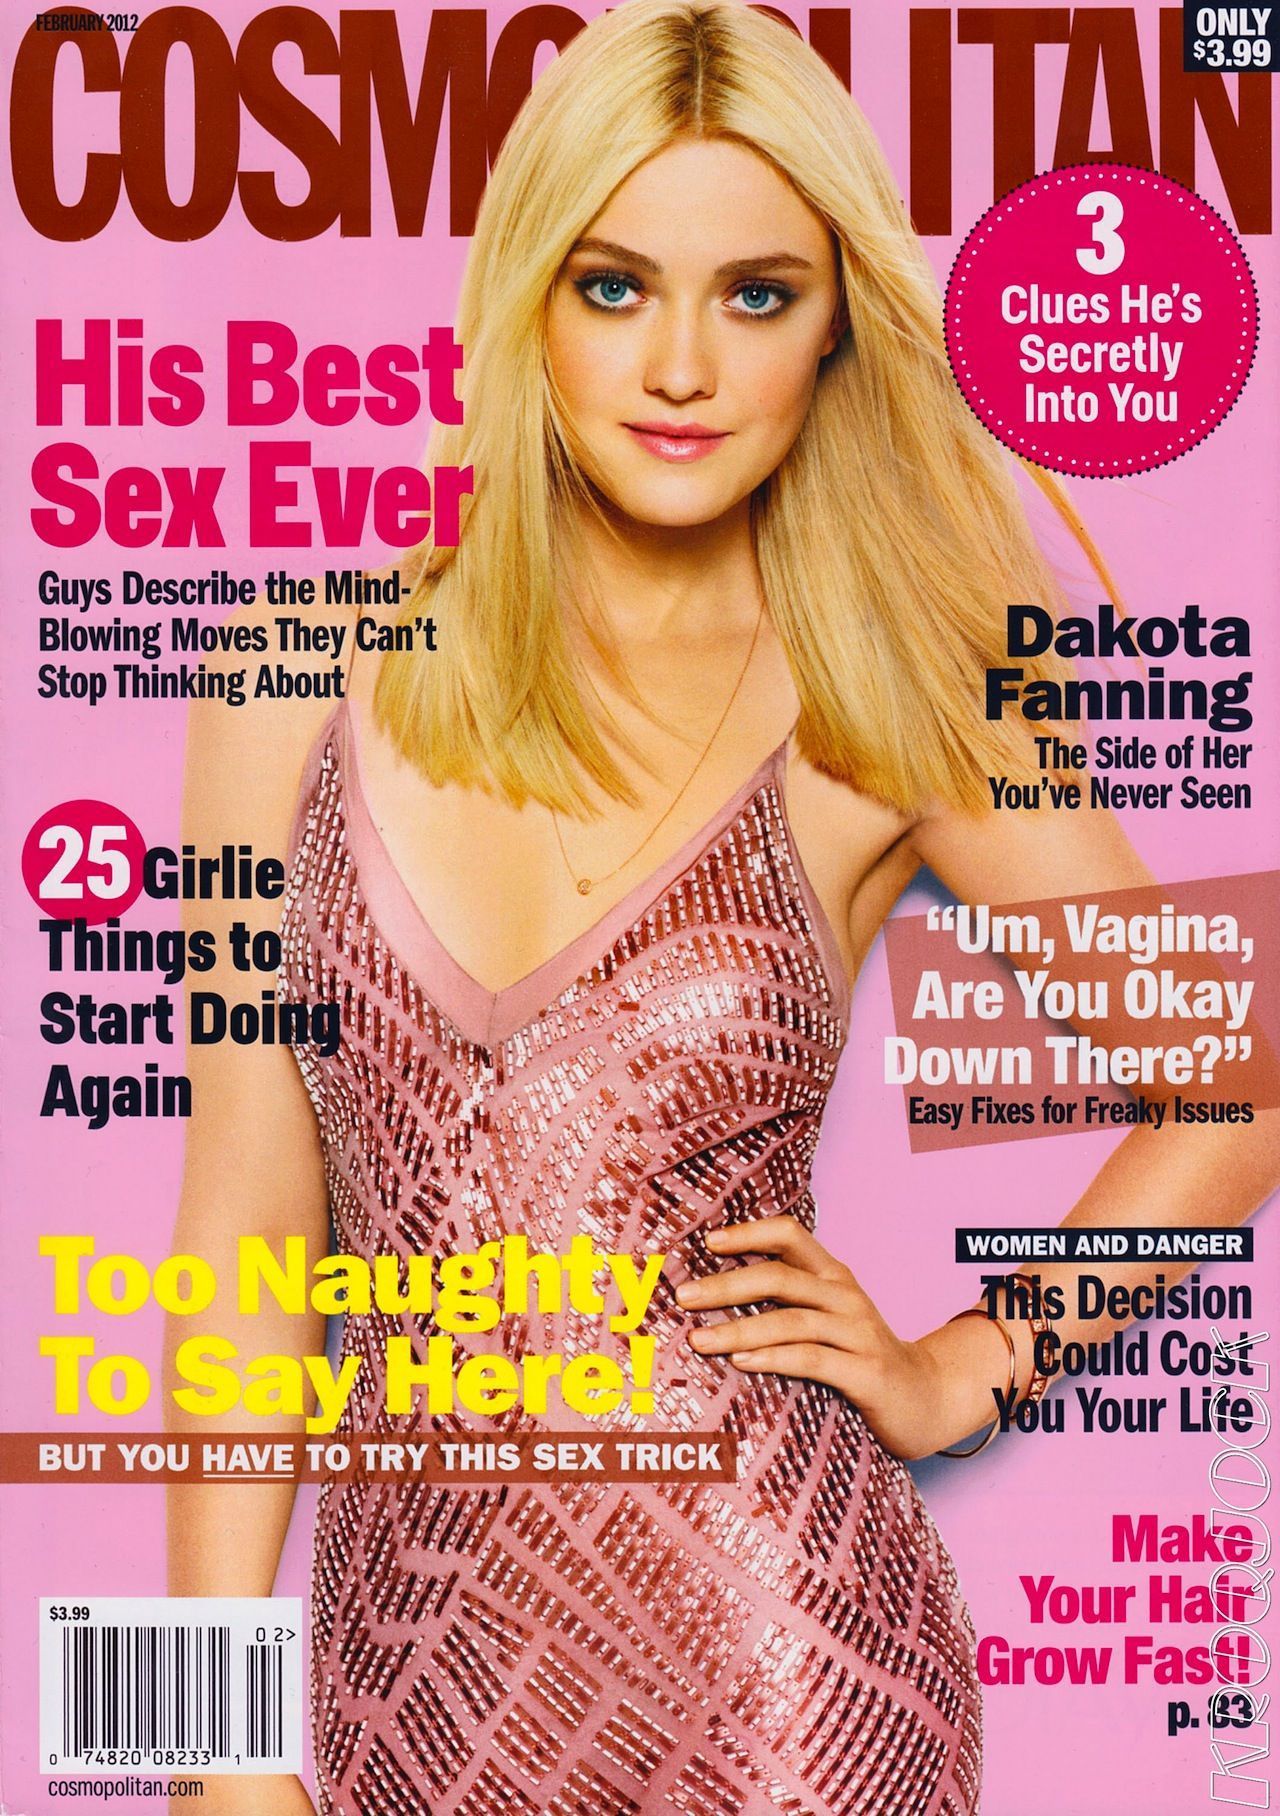 FEBRUARY 2012
COSMOPOLITAN
ONLY
$3.99
3
Clues He's
Secretly
Into You
His Best
Sex Ever
Guys Describe the Mind-
Blowing Moves They Can't
Stop Thinking About
Dakota
Fanning
The Side of Her
You've Never Seen
25 Girlie
Things to
Start Doing
Again
“Um, Vagina,
Are You Okay
Down There?”
Easy Fixes for Freaky Issues
Too Naughty
To Say Here!
BUT YOU HAVE TO TRY THIS SEX TRICK
WOMEN AND DANGER
This Decision
Could Cost
You Your Life
Make
Your Hair
Grow Fast!
p. 83
$3.99
0 2>
0 74820 08233 1
cosmopolitan.com
KROQJOCK